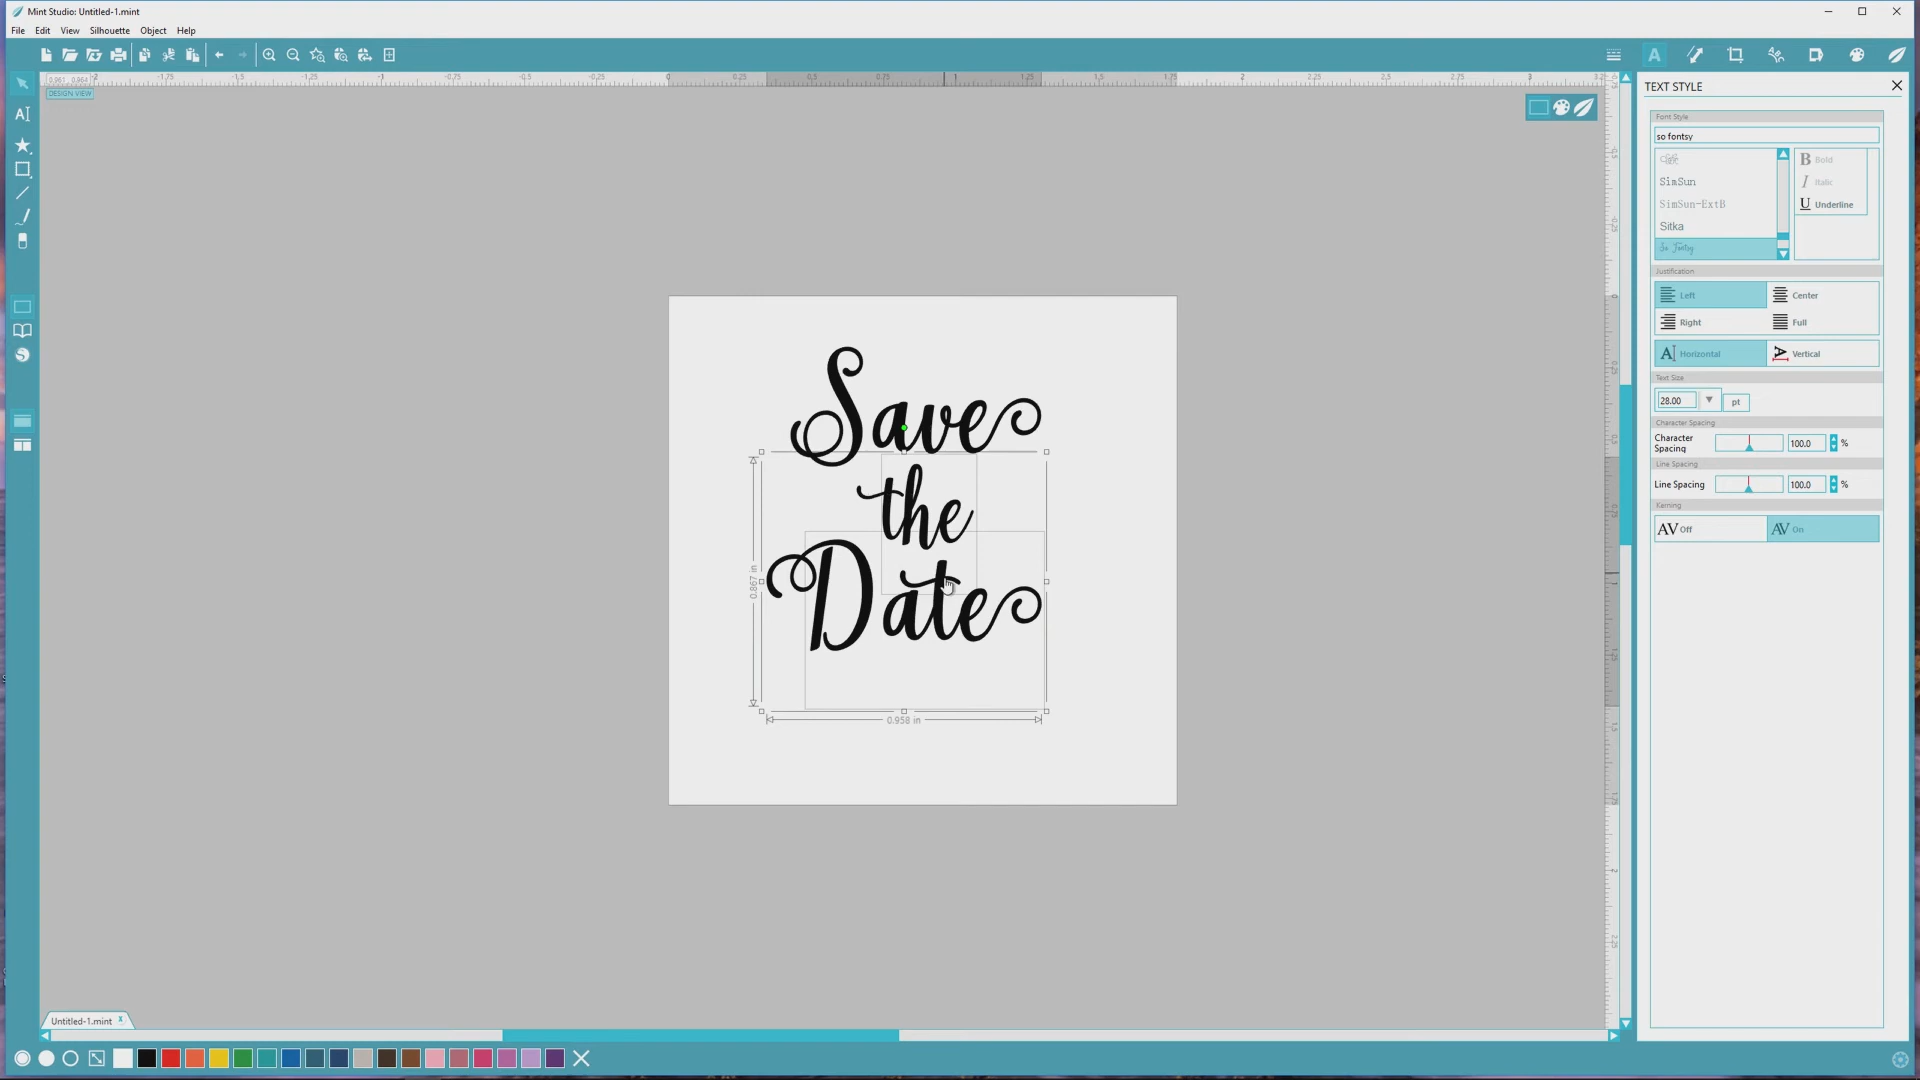 Mint Studio: Untitled-1.mint
File Edit View Silhouette Object Help
DESIGN VIEW
Save
the
Date
0.867 in
0.958 in
Untitled-1.mint
TEXT STYLE
Font Style
so fontsy
SimSun
SimSun-ExtB
Sitka
So Fontsy
B Bold
I Italic
U Underline
Justification
Left
Center
Right
Full
Horizontal
Vertical
Text Size
28.00
pt
Character Spacing
Character Spacing 100.0 %
Line Spacing
Line Spacing 100.0 %
Kerning
AV Off
AV On